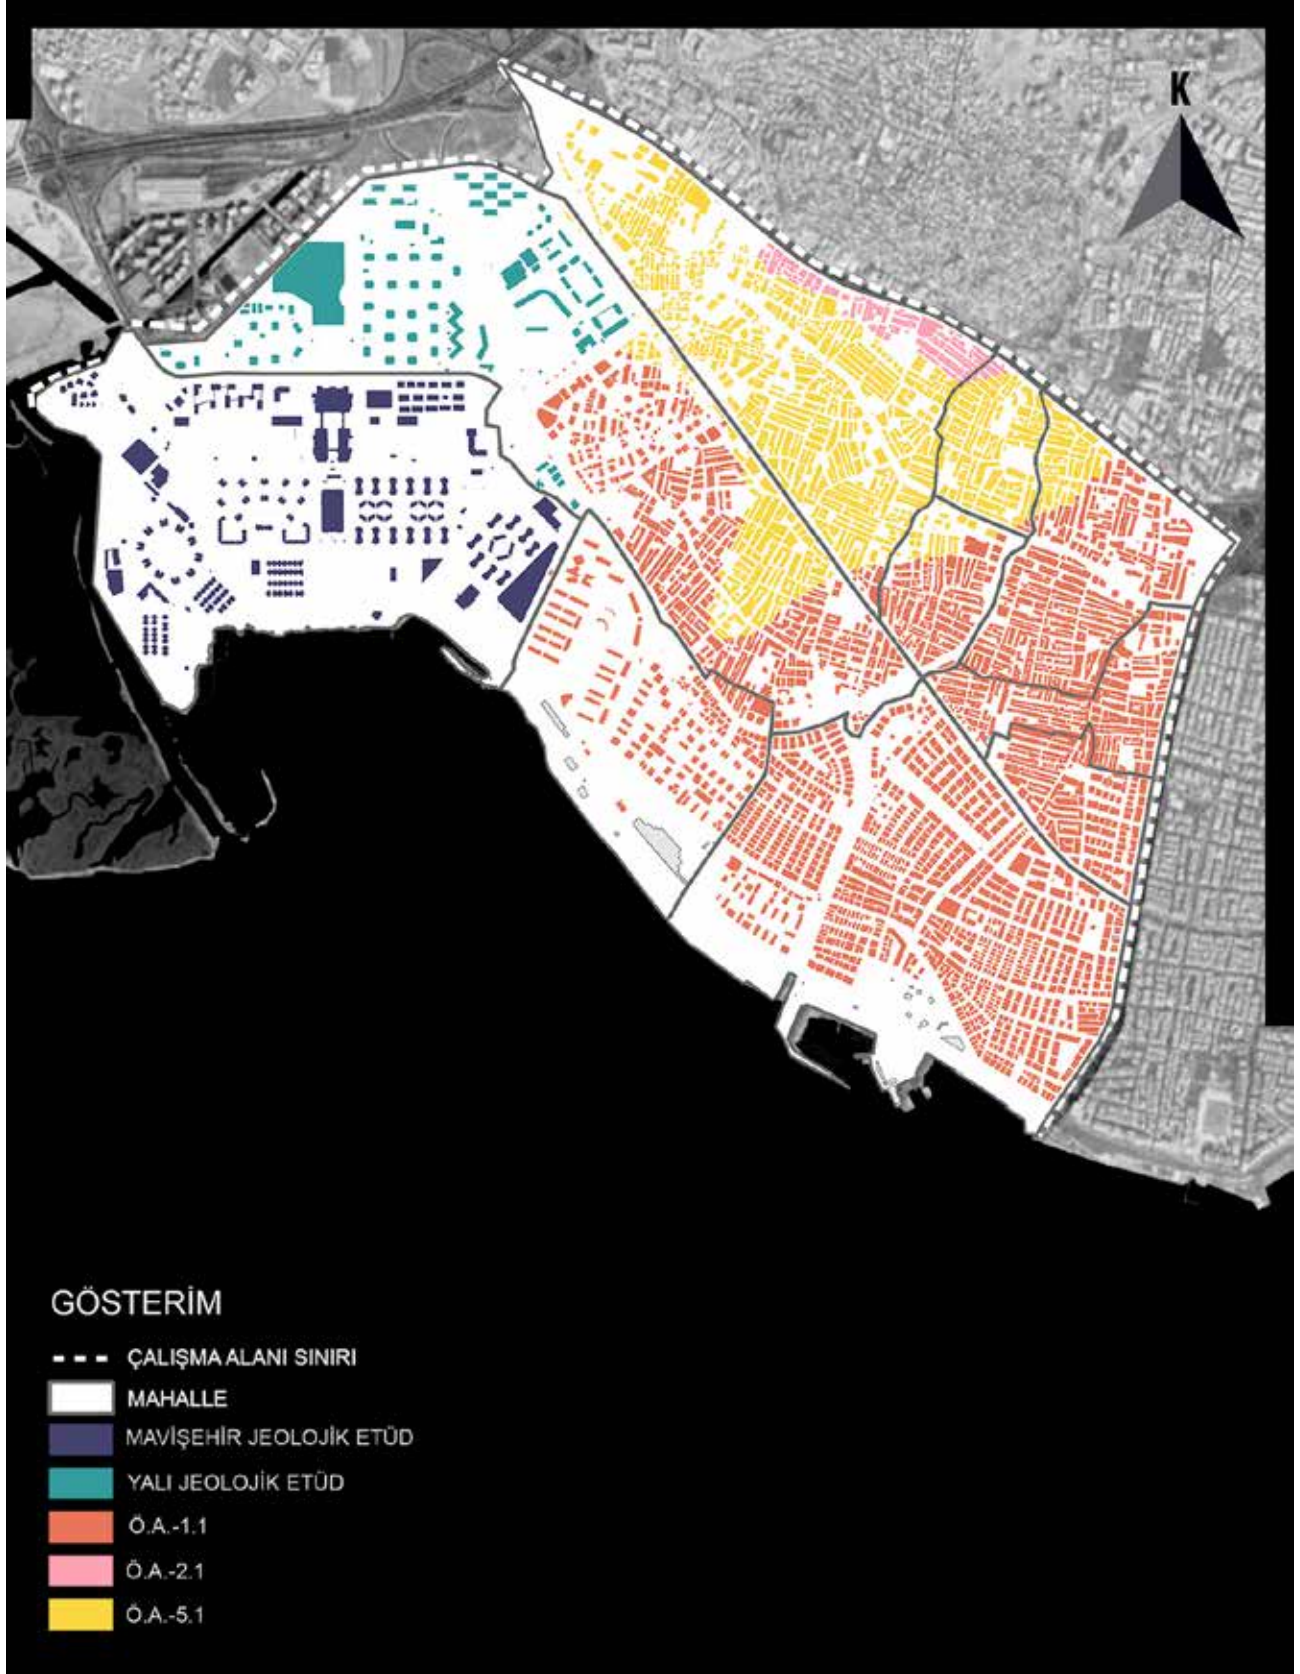 K
GÖSTERİM
ÇALIŞMA ALANI SINIRI
MAHALLE
MAVİŞEHİR JEOLOJİK ETÜD
YALI JEOLOJİK ETÜD
Ö.A.-1.1
Ö.A.-2.1
Ö.A.-5.1